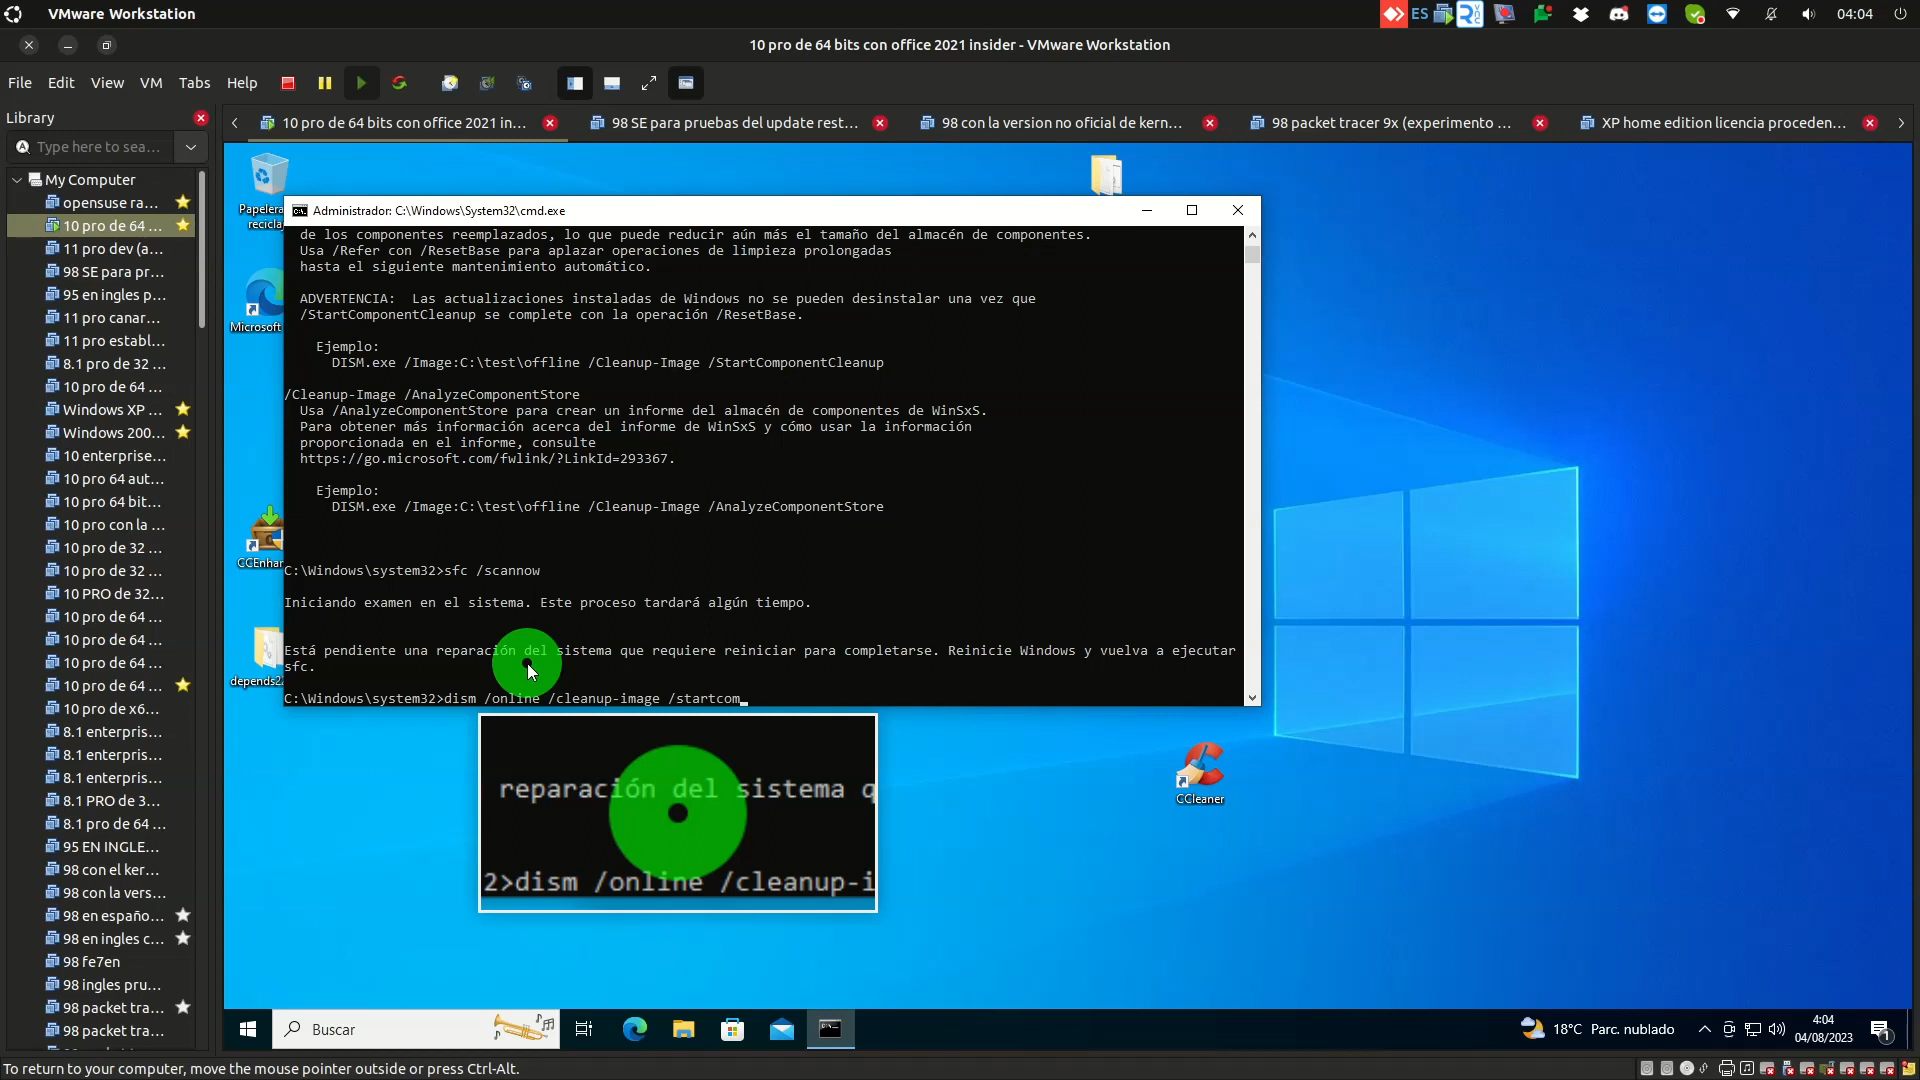 VMware Workstation
ES
04:04
10 pro de 64 bits con office 2021 insider - VMware Workstation
File Edit View VM Tabs Help
Library
10 pro de 64 bits con office 2021 in...
98 SE para pruebas del update rest...
98 con la version no oficial de kern...
98 packet tracer 9x (experimento ...
XP home edition licencia proceden...
Type here to sea...
My Computer
opensuse ra...
10 pro de 64 ...
11 pro dev (a...
98 SE para pr...
95 en ingles p...
11 pro canar...
11 pro establ...
8.1 pro de 32 ...
10 pro de 64 ...
Windows XP ...
Windows 200...
10 enterprise...
10 pro 64 aut...
10 pro 64 bit...
10 pro con la ...
10 pro de 32 ...
10 pro de 32 ...
10 PRO de 32...
10 pro de 64 ...
10 pro de 64 ...
10 pro de 64 ...
10 pro de 64 ...
10 pro de x6...
8.1 enterpris...
8.1 enterpris...
8.1 enterpris...
8.1 PRO de 3...
8.1 pro de 64 ...
95 EN INGLE...
98 con el ker...
98 con la vers...
98 en españo...
98 en ingles c...
98 fe7en
98 ingles pru...
98 packet tra...
98 packet tra...
Papelera
recicla
Microsoft
CCEnhan
depends22
Administrador: C:\Windows\System32\cmd.exe
de los componentes reemplazados, lo que puede reducir aún más el tamaño del almacén de componentes.
Usa /Refer con /ResetBase para aplazar operaciones de limpieza prolongadas
hasta el siguiente mantenimiento automático.
ADVERTENCIA:  Las actualizaciones instaladas de Windows no se pueden desinstalar una vez que
/StartComponentCleanup se complete con la operación /ResetBase.
Ejemplo:
DISM.exe /Image:C:\test\offline /Cleanup-Image /StartComponentCleanup
/Cleanup-Image /AnalyzeComponentStore
Usa /AnalyzeComponentStore para crear un informe del almacén de componentes de WinSxS.
Para obtener más información acerca del informe de WinSxS y cómo usar la información
proporcionada en el informe, consulte
https://go.microsoft.com/fwlink/?LinkId=293367.
Ejemplo:
DISM.exe /Image:C:\test\offline /Cleanup-Image /AnalyzeComponentStore
C:\Windows\system32>sfc /scannow
Iniciando examen en el sistema. Este proceso tardará algún tiempo.
Está pendiente una reparación del sistema que requiere reiniciar para completarse. Reinicie Windows y vuelva a ejecutar
sfc.
C:\Windows\system32>dism /online /cleanup-image /startcom_
reparación del sistema q
2>dism /online /cleanup-i
CCleaner
Buscar
18°C Parc. nublado
4:04
04/08/2023
1
To return to your computer, move the mouse pointer outside or press Ctrl-Alt.